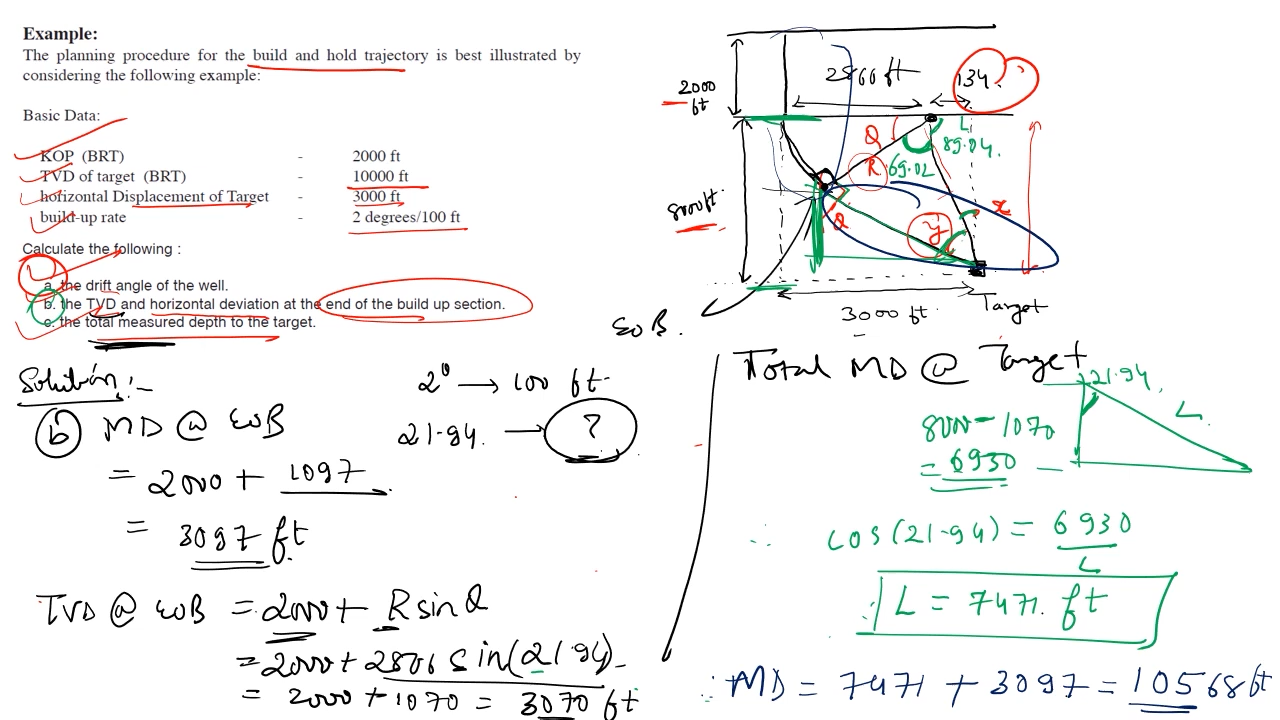 Example:
The planning procedure for the build and hold trajectory is best illustrated by
considering the following example:
Basic Data:
KOP (BRT) - 2000 ft
TVD of target (BRT) - 10000 ft
horizontal Displacement of Target - 3000 ft
build-up rate - 2 degrees/100 ft
Calculate the following :
a. the drift angle of the well.
b. the TVD and horizontal deviation at the end of the build up section.
c. the total measured depth to the target.
2000 ft
2866 ft
134
Q
L
89.04
R
69.02
8000 ft
Q
y
x
3000 ft
Target
EOB.
Solution:-
b MD @ EOB
= 2000 + 1097
= 3097 ft
2° → 100 ft
21.94 → ?
TVD @ EOB = 2000 + R sin Q
= 2000 + 2866 sin(21.94)
= 2000 + 1070 = 3070 ft
Total MD @ Target
21.94
L
8000 - 1070
= 6930
∴ cos(21.94) = 6930
L
L = 7471. ft
∴ MD = 7471 + 3097 = 10568 ft